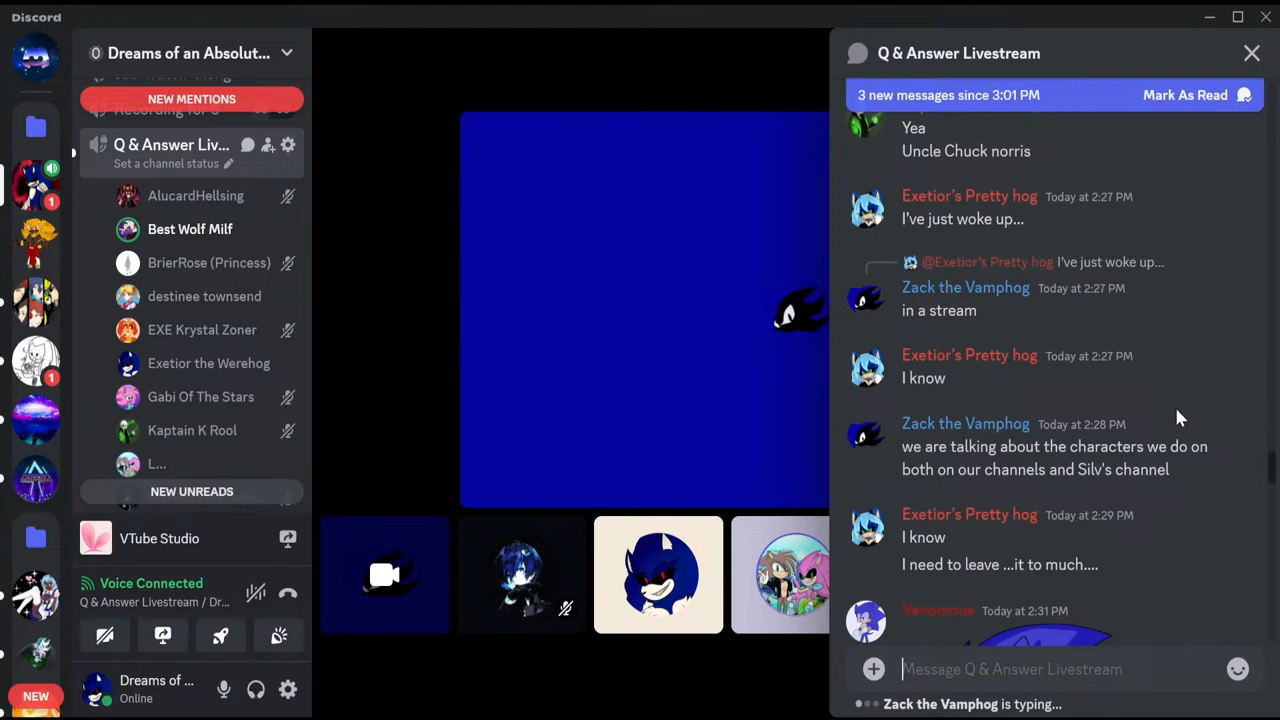 Discord
Dreams of an Absolut...
NEW MENTIONS
Q & Answer Liv...
Set a channel status
AlucardHellsing
Best Wolf Milf
BrierRose (Princess)
destinee townsend
EXE Krystal Zoner
Exetior the Werehog
Gabi Of The Stars
Kaptain K Rool
L...
NEW UNREADS
VTube Studio
Voice Connected
Q & Answer Livestream / Dr...
Dreams of ...
Online
NEW
1
1
Q & Answer Livestream
3 new messages since 3:01 PM
Mark As Read
Yea
Uncle Chuck norris
Exetior's Pretty hog Today at 2:27 PM
I've just woke up...
@Exetior's Pretty hog I've just woke up...
Zack the Vamphog Today at 2:27 PM
in a stream
Exetior's Pretty hog Today at 2:27 PM
I know
Zack the Vamphog Today at 2:28 PM
we are talking about the characters we do on
both on our channels and Silv's channel
Exetior's Pretty hog Today at 2:29 PM
I know
I need to leave ...it to much....
Venomous Today at 2:31 PM
Message Q & Answer Livestream
Zack the Vamphog is typing...